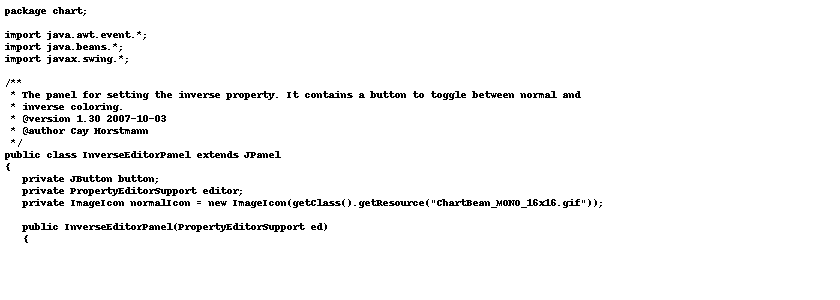 package chart;

import java.awt.event.*;
import java.beans.*;
import javax.swing.*;

/**
 * The panel for setting the inverse property. It contains a button to toggle between normal and
 * inverse coloring.
 * @version 1.30 2007-10-03
 * @author Cay Horstmann
 */
public class InverseEditorPanel extends JPanel
{
   private JButton button;
   private PropertyEditorSupport editor;
   private ImageIcon normalIcon = new ImageIcon(getClass().getResource("ChartBean_MONO_16x16.gif"));

   public InverseEditorPanel(PropertyEditorSupport ed)
   {